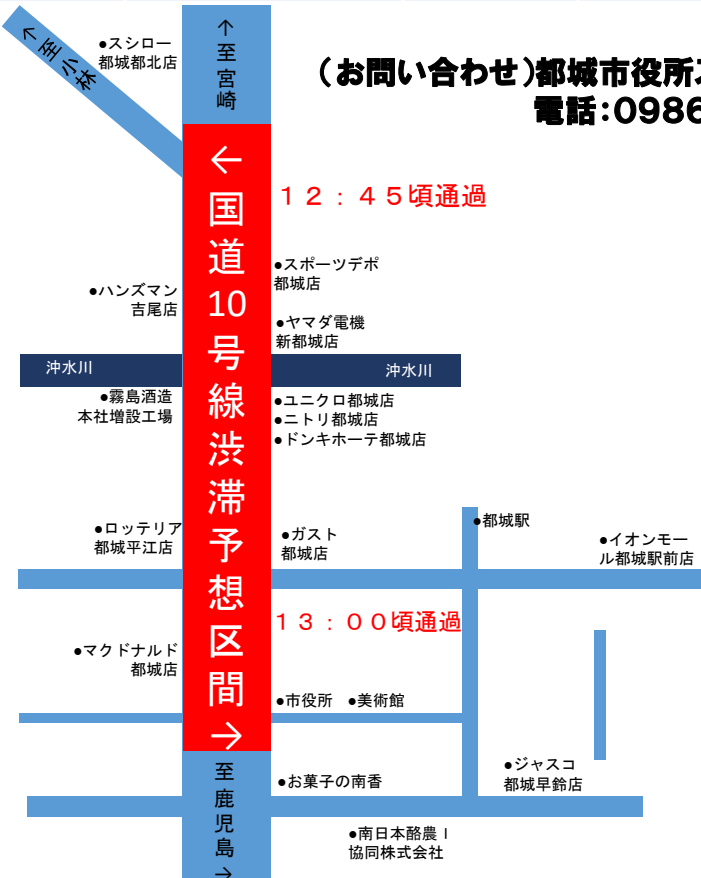 ↑至小林
●スシロー
都城都北店
↑至宮崎
(お問い合わせ)都城市役所
電話:0986
←国道10号線渋滞予想区間→
12:45頃通過
●スポーツデポ
都城店
●ハンズマン
吉尾店
●ヤマダ電機
新都城店
沖水川
沖水川
●霧島酒造
本社増設工場
●ユニクロ都城店
●ニトリ都城店
●ドンキホーテ都城店
●都城駅
●ロッテリア
都城平江店
●ガスト
都城店
●イオンモー
ル都城駅前店
13:00頃通過
●マクドナルド
都城店
●市役所 ●美術館
至鹿児島→
●お菓子の南香
●ジャスコ
都城早鈴店
●南日本酪農l
協同株式会社